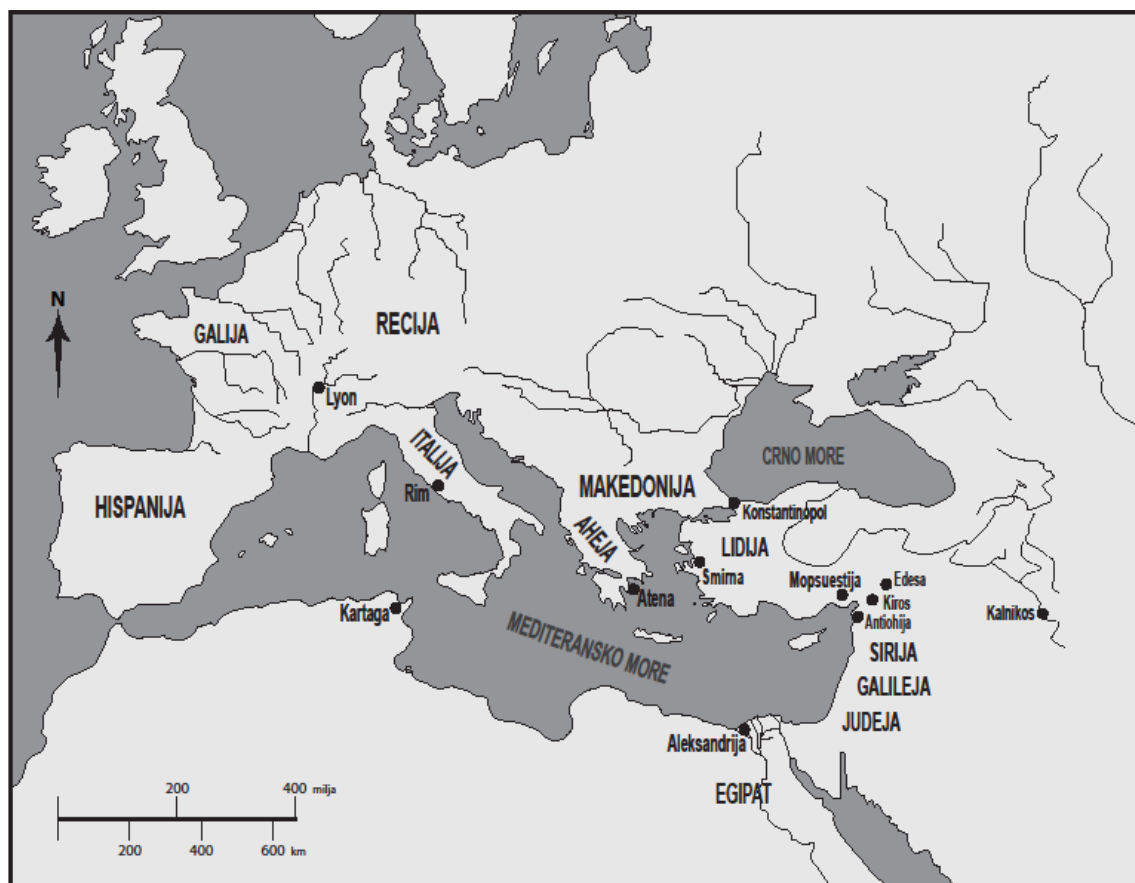 N
GALIJA
RECIJA
Lyon
ITALIJA
CRNO MORE
HISPANIJA
Rim
MAKEDONIJA
Konstantinopol
AHEJA
LIDIJA
Smirna
Mopsuestija
Edesa
Atena
Kiros
Kartaga
Antiohija
Kalnikos
MEDITERANSKO MORE
SIRIJA
GALILEJA
JUDEJA
Aleksandrija
EGIPAT
200 400 milja
200 400 600 km